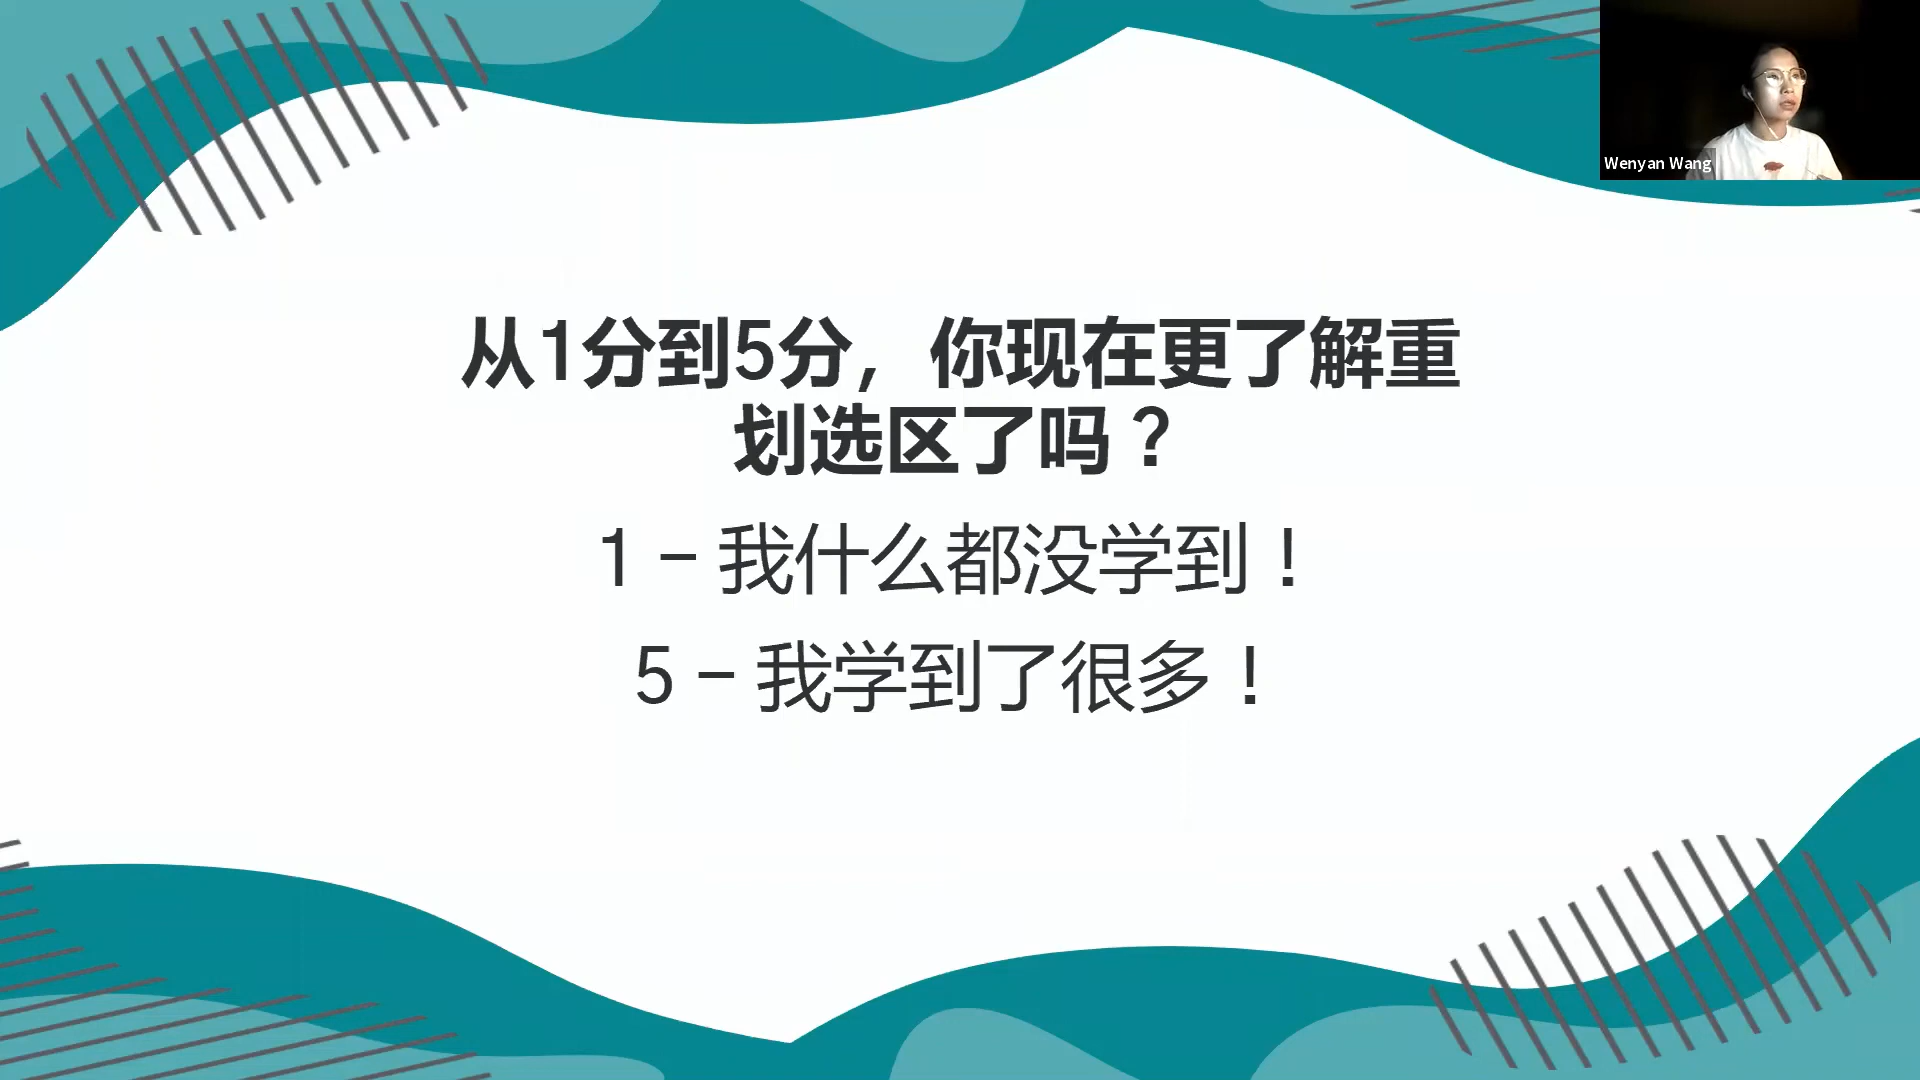 Wenyan Wang
从1分到5分，你现在更了解重
划选区了吗？
1 – 我什么都没学到！
5 – 我学到了很多！